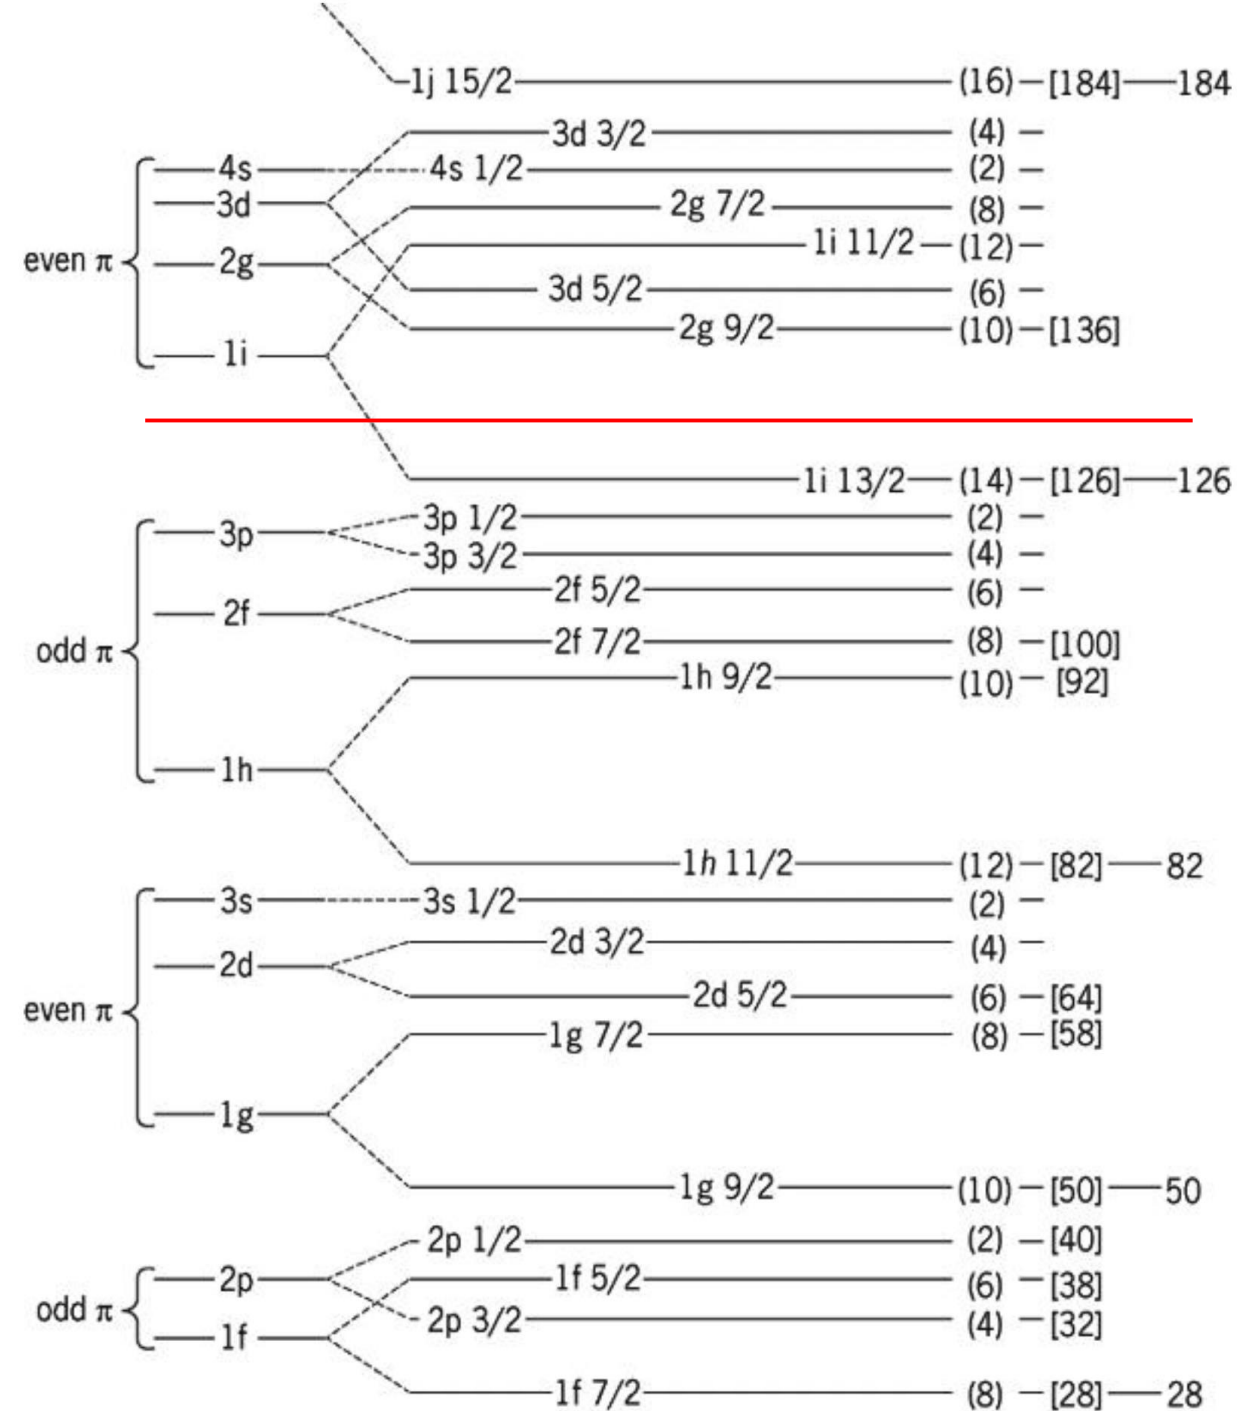 1j 15/2 (16) [184] 184
3d 3/2 (4)
4s 4s 1/2 (2)
3d 2g 7/2 (8)
1i 11/2 (12)
even π 2g
3d 5/2 (6)
2g 9/2 (10) [136]
1i
1i 13/2 (14) [126] 126
3p 1/2 (2)
3p
3p 3/2 (4)
2f 5/2 (6)
2f
2f 7/2 (8) [100]
odd π
1h 9/2 (10) [92]
1h
1h 11/2 (12) [82] 82
3s 3s 1/2 (2)
2d 3/2 (4)
2d
2d 5/2 (6) [64]
even π
1g 7/2 (8) [58]
1g
1g 9/2 (10) [50] 50
2p 1/2 (2) [40]
2p 1f 5/2 (6) [38]
odd π
2p 3/2 (4) [32]
1f
1f 7/2 (8) [28] 28